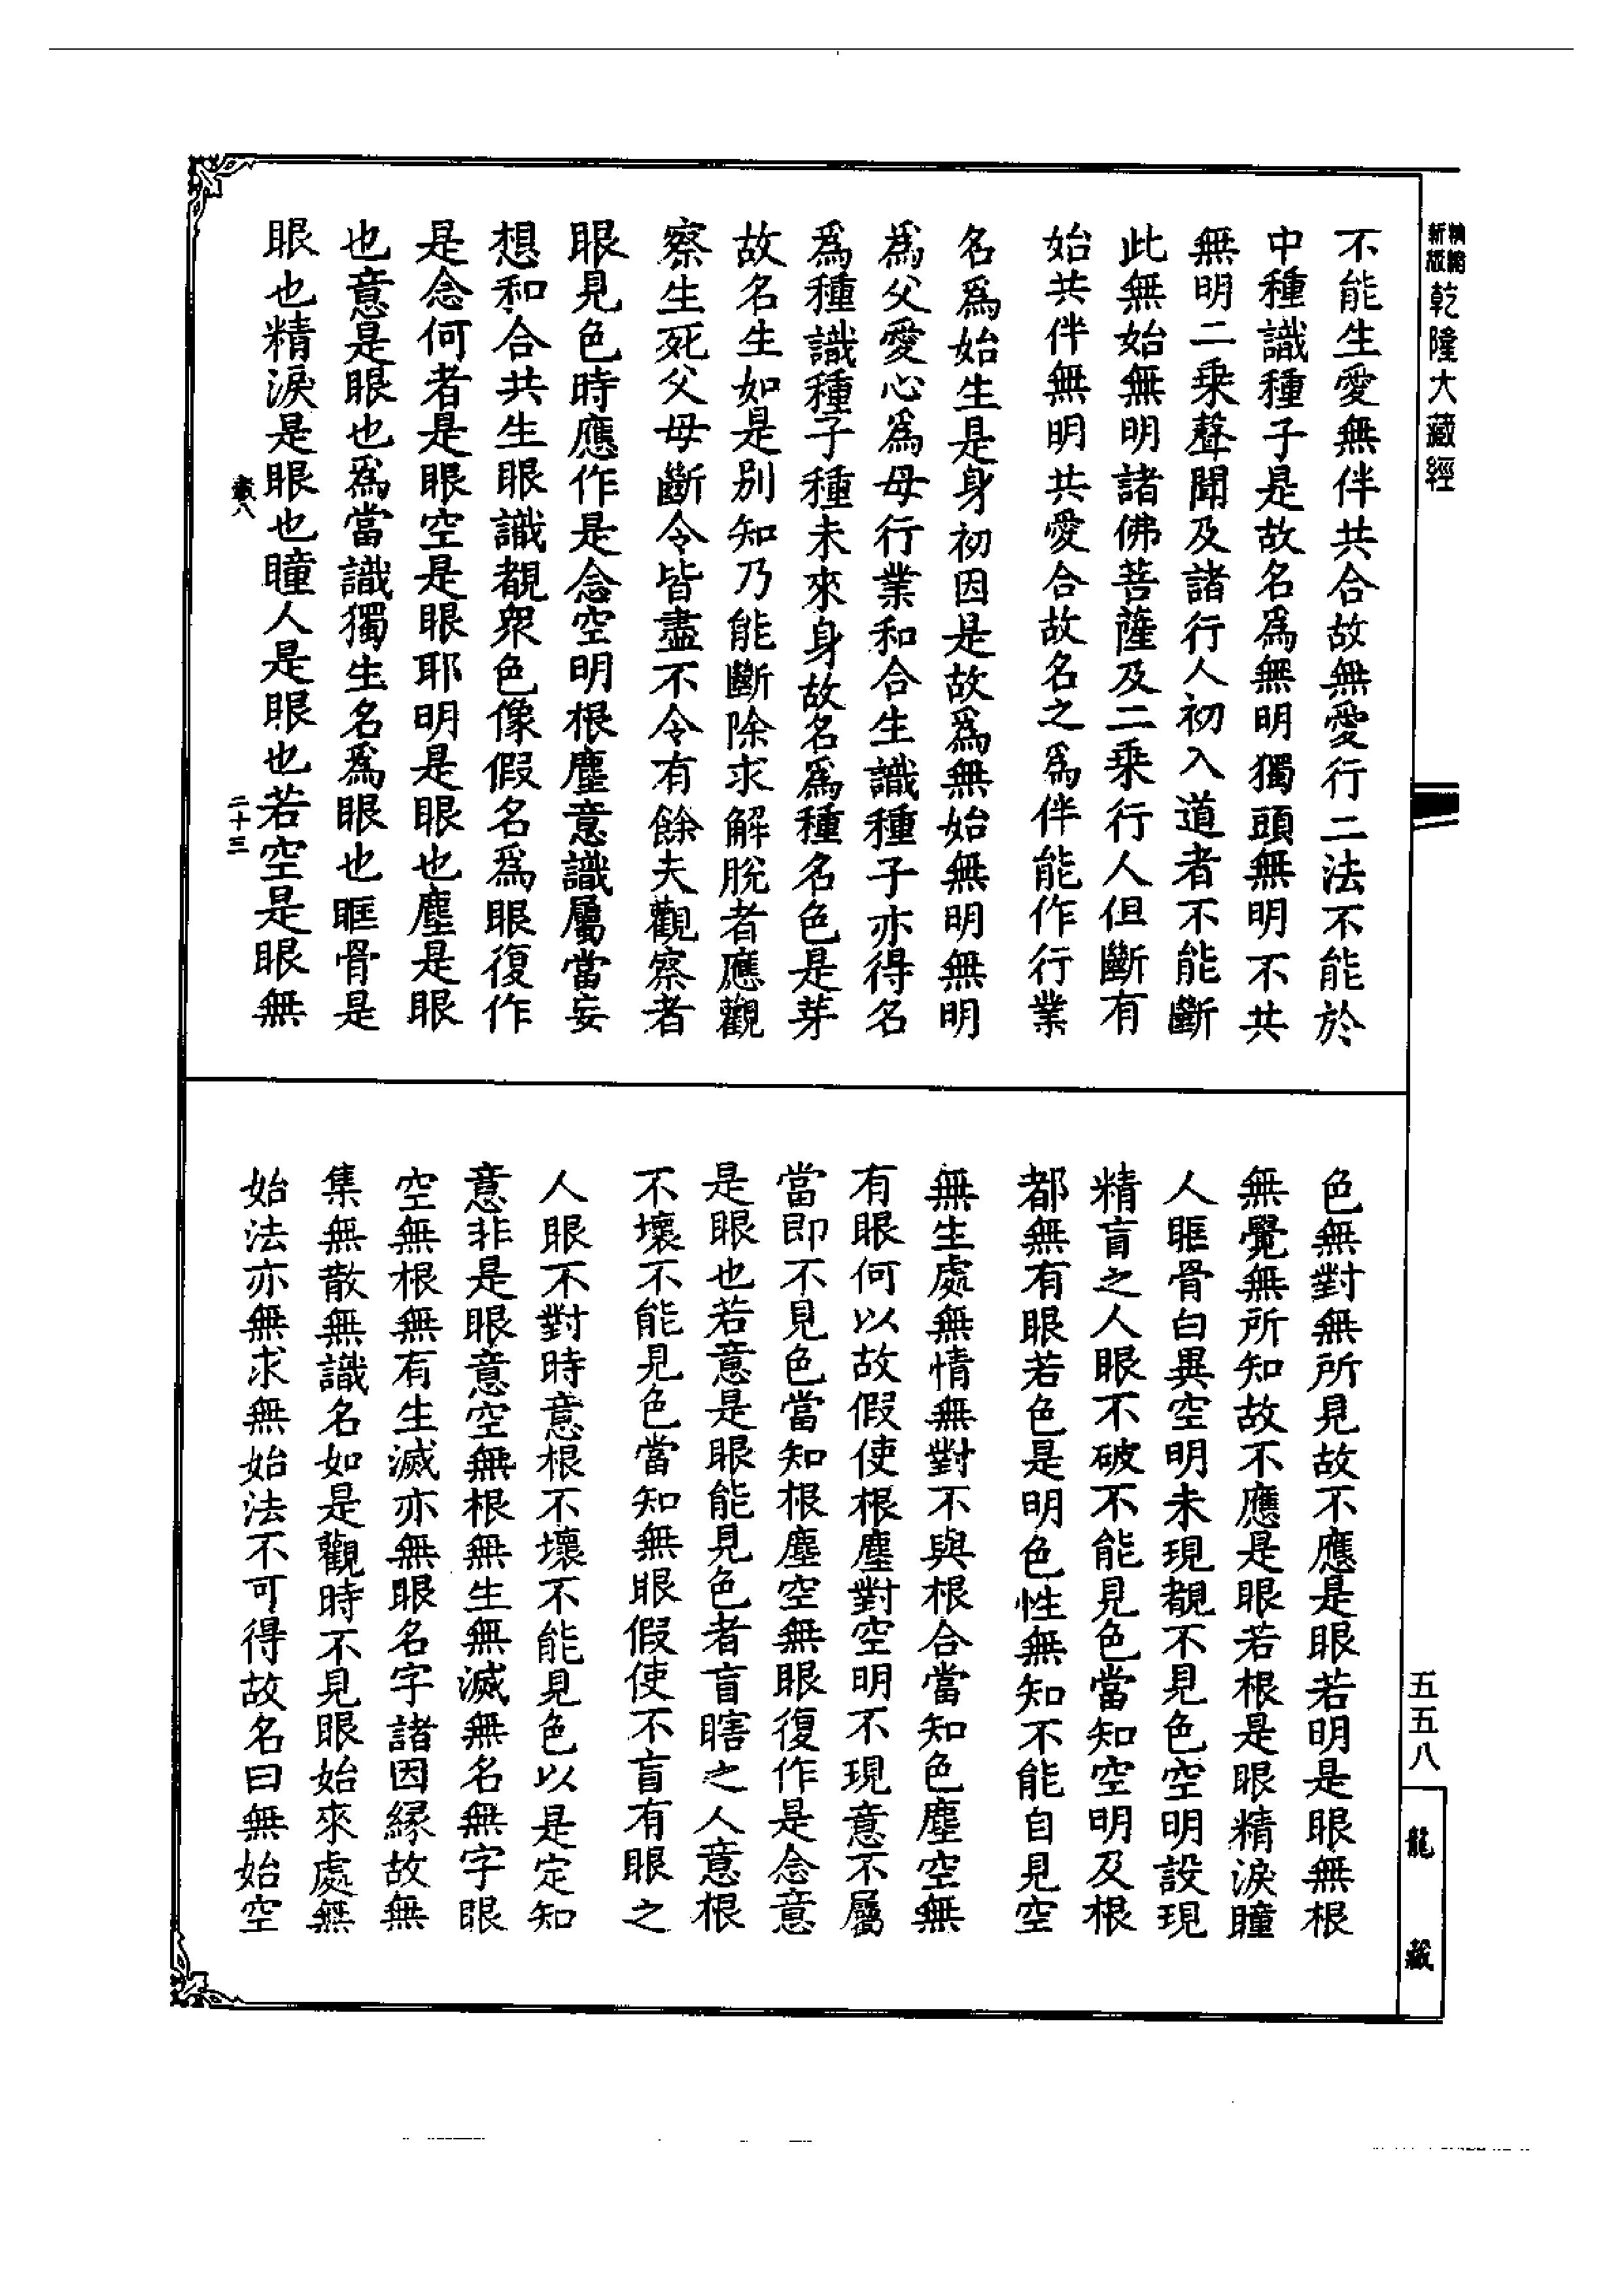 精縮新版乾隆大藏經
不能生愛無伴共合故無愛行二法不能於
中種識種子是故名爲無明獨頭無明不共
無明二乗聲聞及諸行人初入道者不能斷
此無始無明諸佛菩薩及二乗行人但斷有
始共伴無明共愛合故名之爲伴能作行業
名爲始生是身初因是故爲無始無明無明
爲父愛心爲母行業和合生識種子亦得名
爲種識種子種未來身故名爲種名色是芽
故名生如是別知乃能斷除求解脫者應觀
察生死父母斷令皆盡不令有餘夫觀察者
眼見色時應作是念空明根塵意識屬當妄
想和合共生眼識覩衆色像假名爲眼復作
是念何者是眼空是眼耶明是眼也塵是眼
也意是眼也爲當識獨生名爲眼也眶骨是
眼也精淚是眼也瞳人是眼也若空是眼無
二十三
色無對無所見故不應是眼若明是眼無根
無覺無所知故不應是眼若根是眼精淚瞳
人眶骨白異空明未現覩不見色空明設現
精盲之人眼不破不能見色當知空明及根
都無有眼若色是明色性無知不能自見空
無生處無情無對不與根合當知色塵空無
有眼何以故假使根塵對空明不現意不屬
當即不見色當知根塵空無眼復作是念意
是眼也若意是眼能見色者盲瞎之人意根
不壞不能見色當知無眼假使不盲有眼之
人眼不對時意根不壞不能見色以是定知
意非是眼意空無根無生無滅無名無字眼
空無根無有生滅亦無眼名字諸因縁故無
集無散無識名如是觀時不見眼始來處無
始法亦無求無始法不可得故名曰無始空
五五八
龍藏